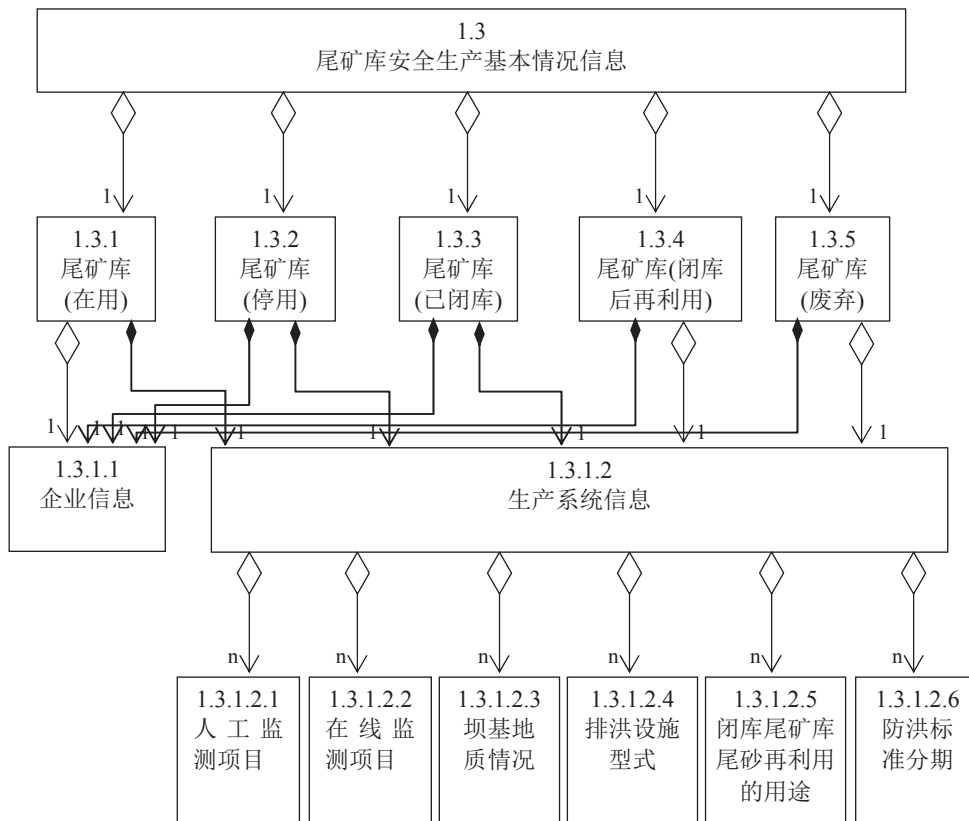 1.3
尾矿库安全生产基本情况信息
1
1
1
1
1
1.3.1
尾矿库
(在用)
1.3.2
尾矿库
(停用)
1.3.3
尾矿库
(已闭库)
1.3.4
尾矿库(闭库
后再利用)
1.3.5
尾矿库
(废弃)
1
1
1
1
1
1
1
1
1
1
1.3.1.1
企业信息
1.3.1.2
生产系统信息
n
n
n
n
n
n
1.3.1.2.1
人工监
测项目
1.3.1.2.2
在线监
测项目
1.3.1.2.3
坝基地
质情况
1.3.1.2.4
排洪设施
型式
1.3.1.2.5
闭库尾矿库
尾砂再利用
的用途
1.3.1.2.6
防洪标
准分期